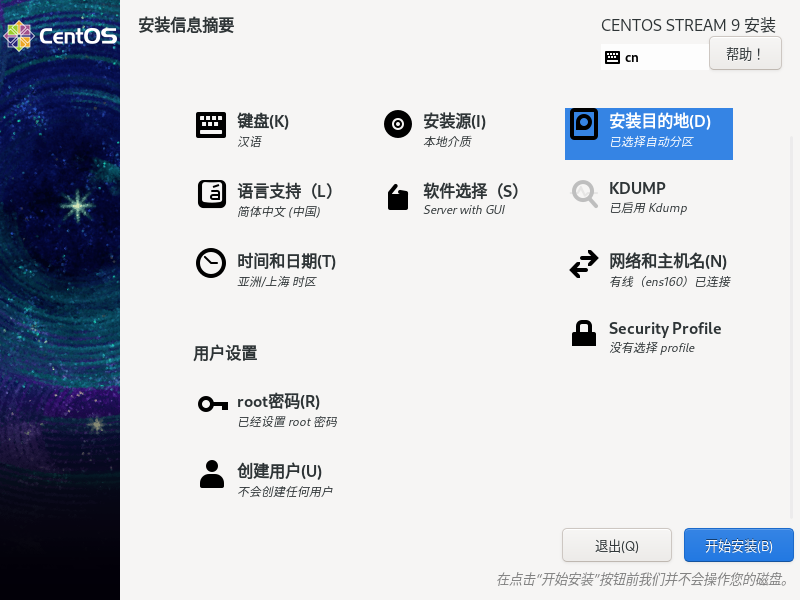 CentOS
安装信息摘要
CENTOS STREAM 9 安装
cn
帮助！
键盘(K)
汉语
安装源(I)
本地介质
安装目的地(D)
已选择自动分区
语言支持（L）
简体中文 (中国)
软件选择（S）
Server with GUI
KDUMP
已启用 Kdump
时间和日期(T)
亚洲/上海 时区
网络和主机名(N)
有线（ens160）已连接
Security Profile
没有选择 profile
用户设置
root密码(R)
已经设置 root 密码
创建用户(U)
不会创建任何用户
退出(Q)
开始安装(B)
在点击“开始安装”按钮前我们并不会操作您的磁盘。